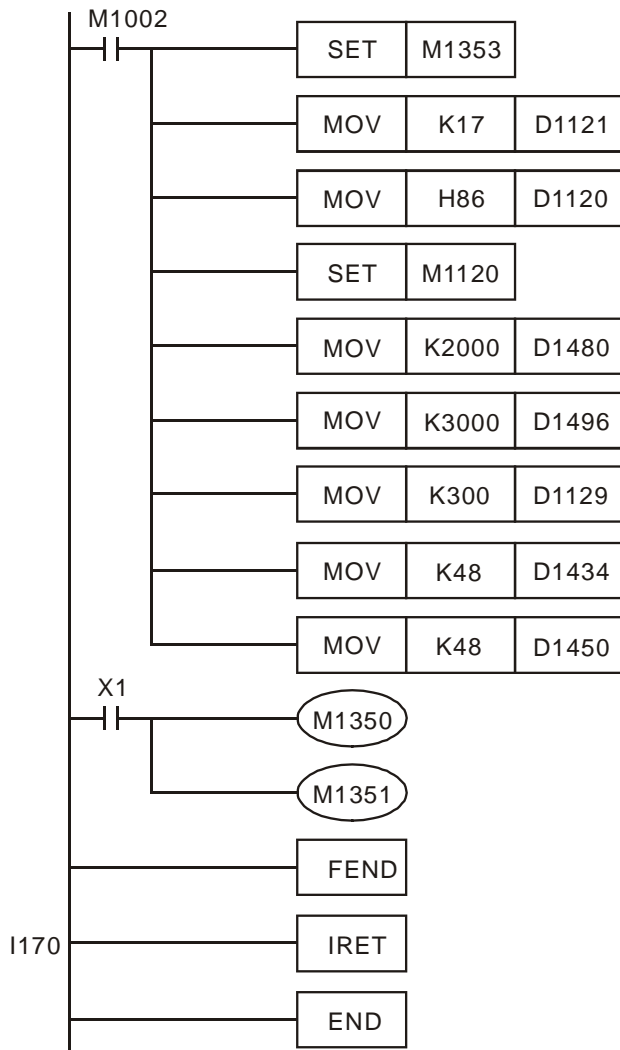 M1002
SET M1353
MOV K17 D1121
MOV H86 D1120
SET M1120
MOV K2000 D1480
MOV K3000 D1496
MOV K300 D1129
MOV K48 D1434
MOV K48 D1450
X1
M1350
M1351
FEND
I170 IRET
END